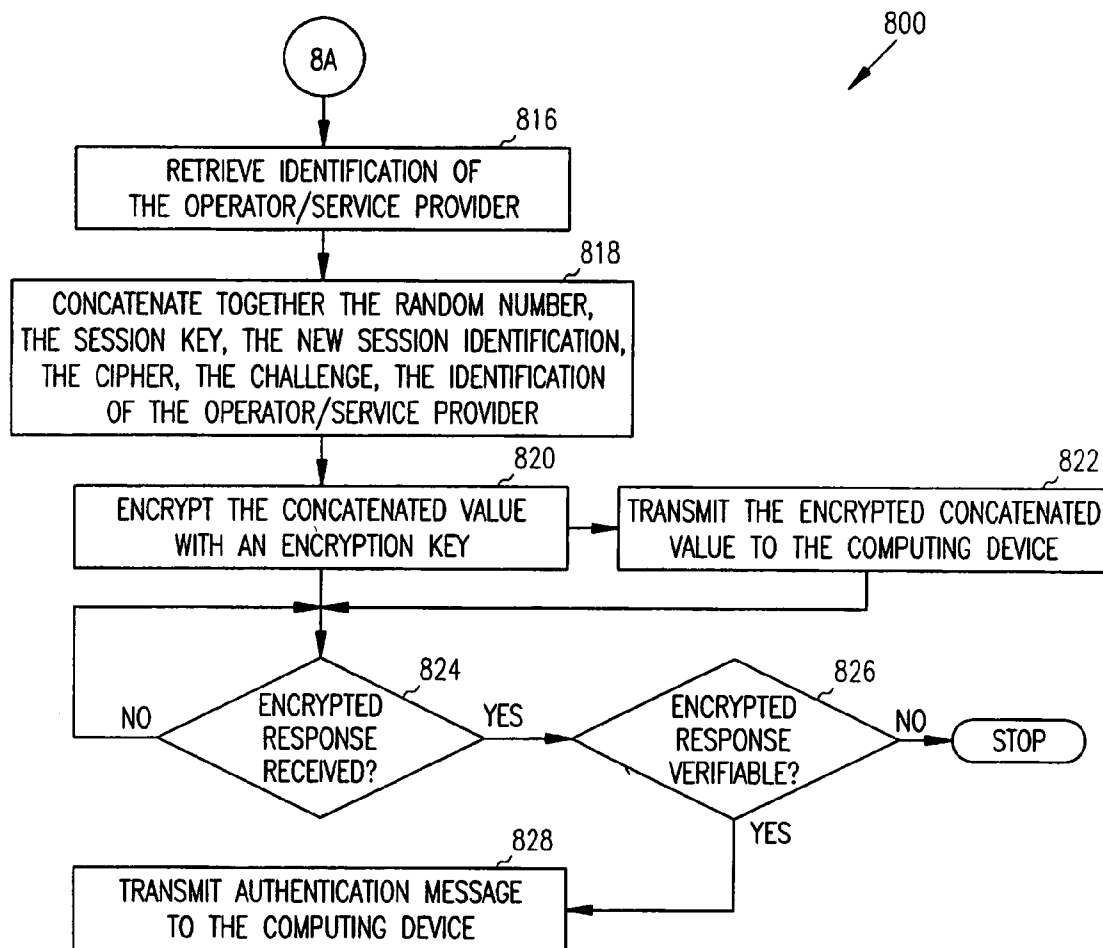 800
8A
816
RETRIEVE IDENTIFICATION OF
THE OPERATOR/SERVICE PROVIDER
818
CONCATENATE TOGETHER THE RANDOM NUMBER,
THE SESSION KEY, THE NEW SESSION IDENTIFICATION,
THE CIPHER, THE CHALLENGE, THE IDENTIFICATION
OF THE OPERATOR/SERVICE PROVIDER
820
ENCRYPT THE CONCATENATED VALUE
WITH AN ENCRYPTION KEY
822
TRANSMIT THE ENCRYPTED CONCATENATED
VALUE TO THE COMPUTING DEVICE
824
ENCRYPTED
RESPONSE
RECEIVED?
NO
YES
826
ENCRYPTED
RESPONSE
VERIFIABLE?
NO
STOP
YES
828
TRANSMIT AUTHENTICATION MESSAGE
TO THE COMPUTING DEVICE